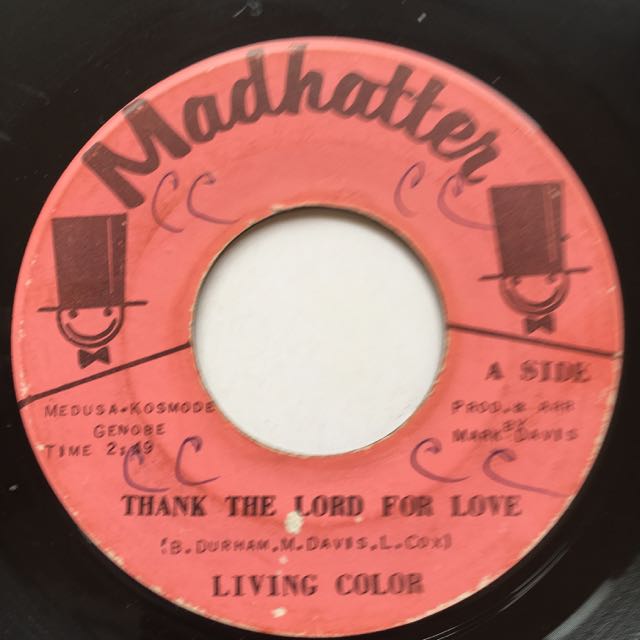 Madhatter
CC CC
A SIDE
MEDUSA-KOSMODE
GENOBE
TIME 2:49
PROD. & ARR
BY
MARK DAVIS
CC CC
THANK THE LORD FOR LOVE
(B. DURHAM, M. DAVIS, L. COX)
LIVING COLOR